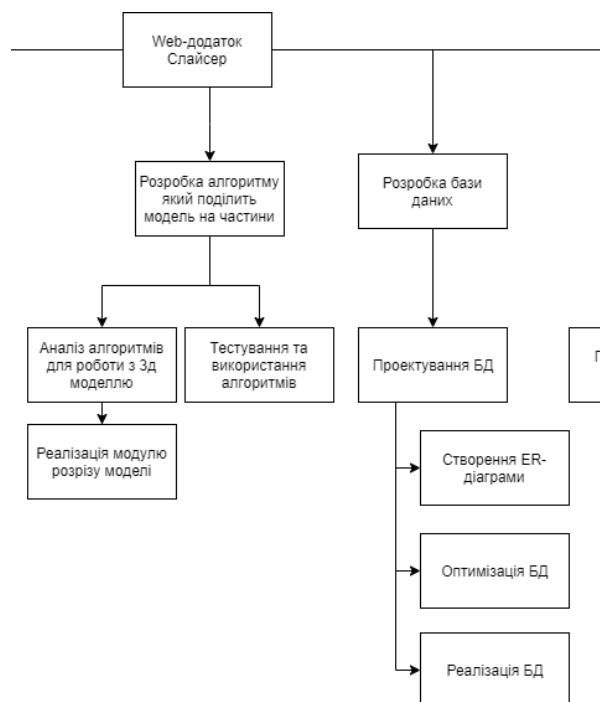 Web-додаток
Слайсер
Розробка алгоритму
який поділить
модель на частини
Розробка бази
даних
Аналіз алгоритмів
для роботи з 3д
моделлю
Тестування та
використання
алгоритмів
Проектування БД
Реалізація модулю
розрізу моделі
Створення ER-
діаграми
Оптимізація БД
Реалізація БД